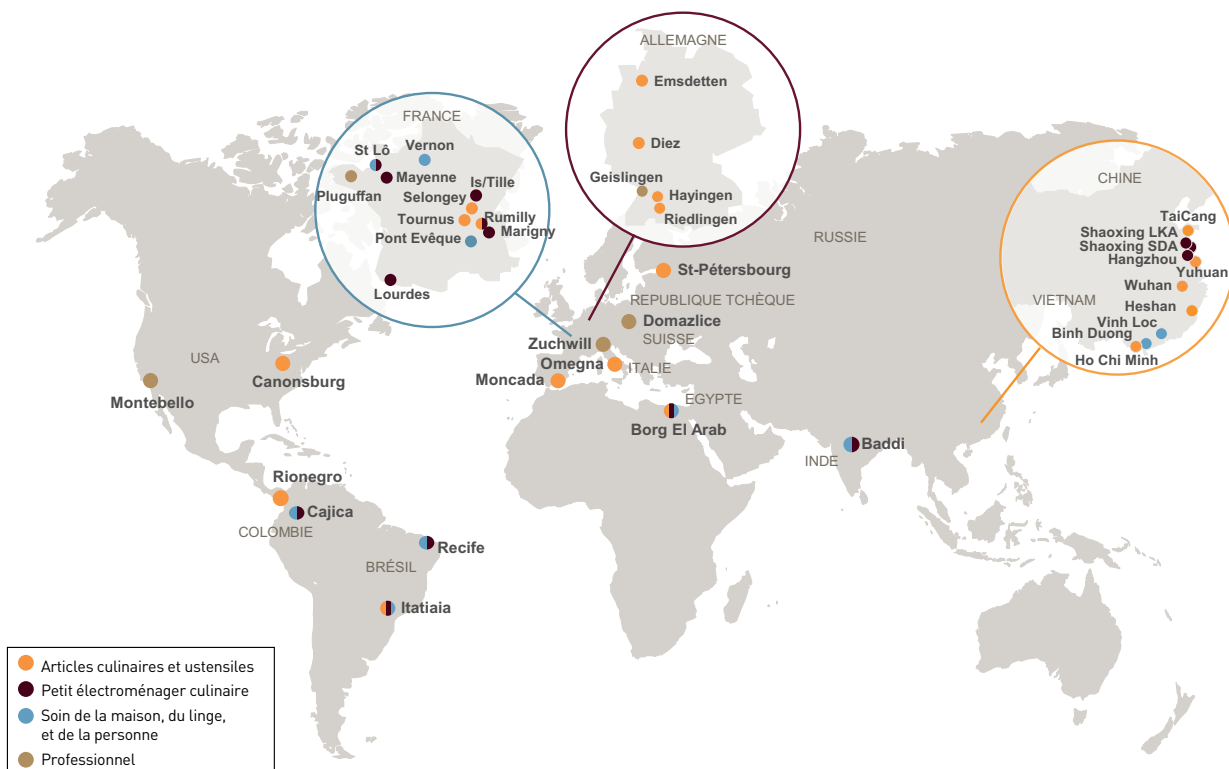 ALLEMAGNE
Emsdetten
Diez
Geislingen
Hayingen
Riedlingen
FRANCE
St Lô
Vernon
Mayenne
Pluguffan
Is/Tille
Selongey
Tournus
Rumilly
Marigny
Pont Evêque
Lourdes
CHINE
TaiCang
Shaoxing LKA
Shaoxing SDA
Hangzhou
Yuhuan
Wuhan
Heshan
VIETNAM
Vinh Loc
Binh Duong
Ho Chi Minh
RUSSIE
St-Pétersbourg
REPUBLIQUE TCHÈQUE
Domazlice
SUISSE
Zuchwill
Omegna
ITALIE
Moncada
USA
Canonsburg
Montebello
EGYPTE
Borg El Arab
Baddi
INDE
Rionegro
Cajica
COLOMBIE
Recife
BRÉSIL
Itatiaia
Articles culinaires et ustensiles
Petit électroménager culinaire
Soin de la maison, du linge,
et de la personne
Professionnel